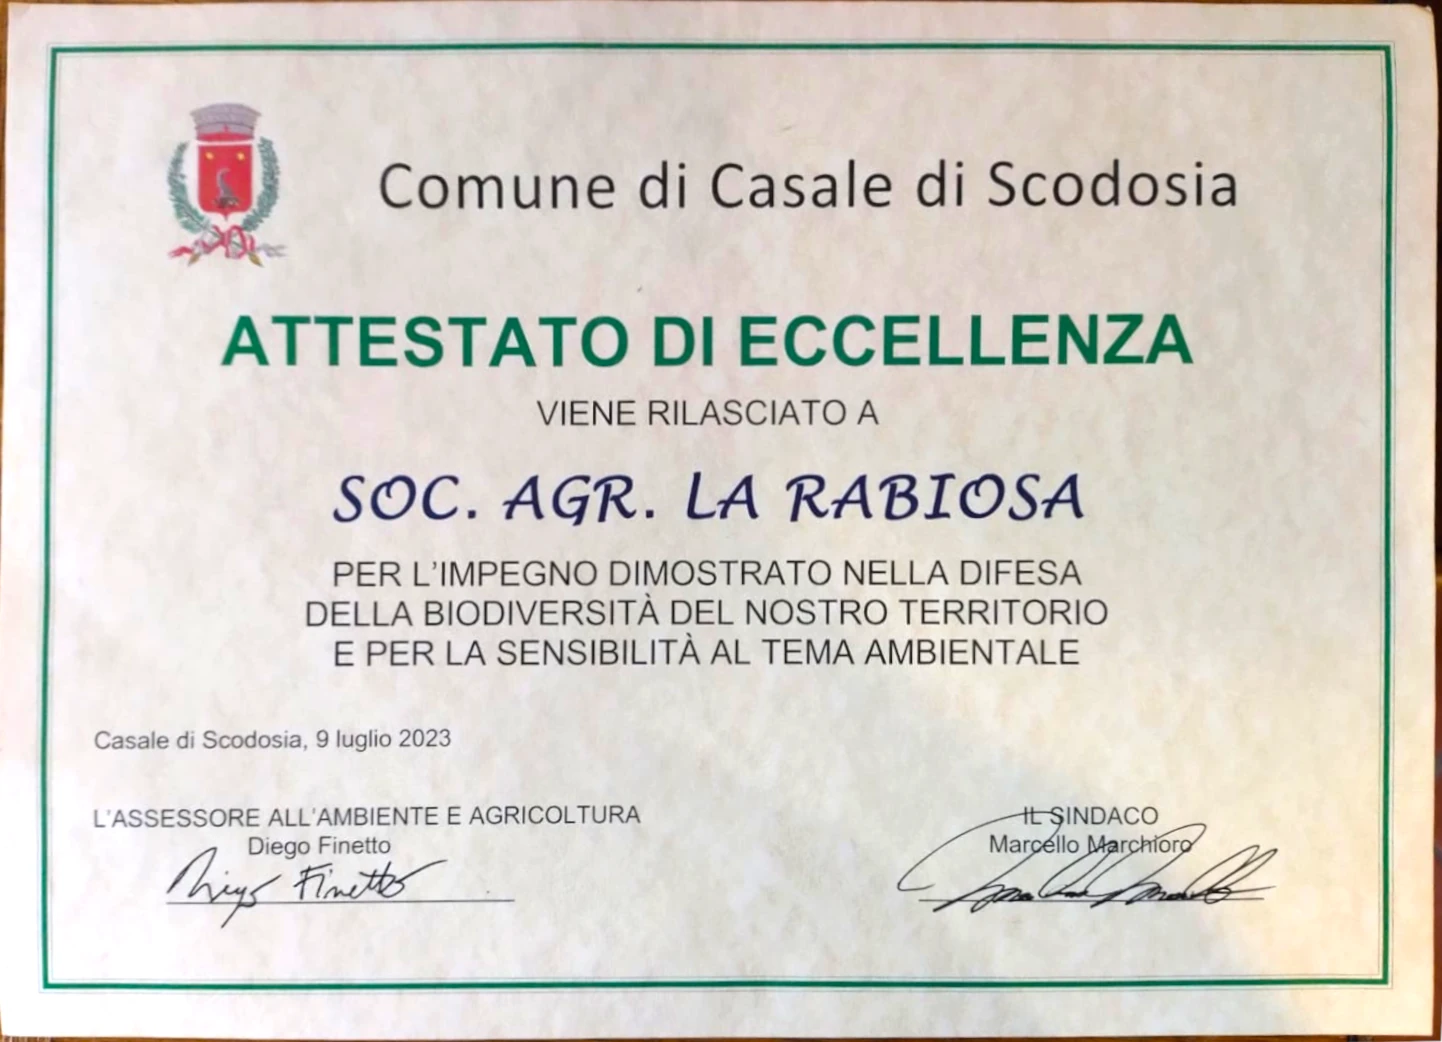 Comune di Casale di Scodosia
ATTESTATO DI ECCELLENZA
VIENE RILASCIATO A
SOC. AGR. LA RABIOSA
PER L'IMPEGNO DIMOSTRATO NELLA DIFESA
DELLA BIODIVERSITÀ DEL NOSTRO TERRITORIO
E PER LA SENSIBILITÀ AL TEMA AMBIENTALE
Casale di Scodosia, 9 luglio 2023
L'ASSESSORE ALL'AMBIENTE E AGRICOLTURA
Diego Finetto
Diego Finetto
IL SINDACO
Marcello Marchioro